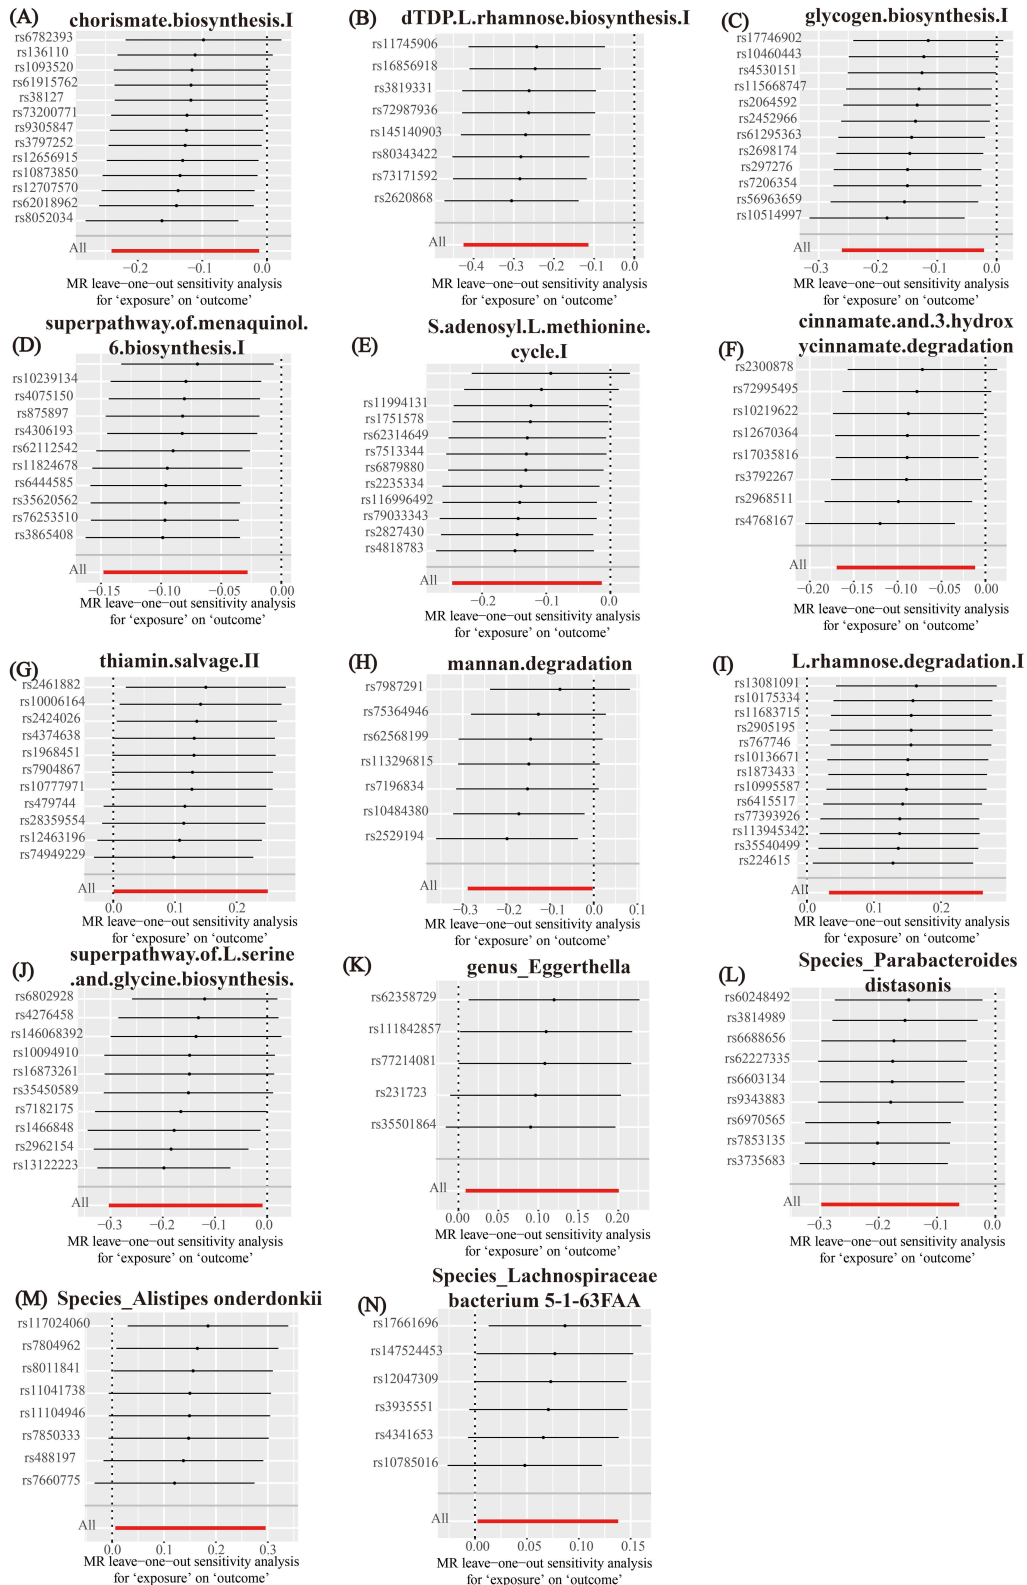 (A) chorismate.biosynthesis.I
rs6782393
rs136110
rs1093520
rs61915762
rs38127
rs73200771
rs9305847
rs3797252
rs12656915
rs10873850
rs12707570
rs62018962
rs8052034
All
−0.2 −0.1 0.0
MR leave−one−out sensitivity analysis
for ‘exposure’ on ‘outcome’
(B) dTDP.L.rhamnose.biosynthesis.I
rs11745906
rs16856918
rs3819331
rs72987936
rs145140903
rs80343422
rs73171592
rs2620868
All
−0.4 −0.3 −0.2 −0.1 0.0
MR leave−one−out sensitivity analysis
for ‘exposure’ on ‘outcome’
(C) glycogen.biosynthesis.I
rs17746902
rs10460443
rs4530151
rs115668747
rs2064592
rs2452966
rs61295363
rs2698174
rs297276
rs7206354
rs56963659
rs10514997
All
−0.3 −0.2 −0.1 0.0
MR leave−one−out sensitivity analysis
for ‘exposure’ on ‘outcome’
(D) superpathway.of.menaquinol.
6.biosynthesis.I
rs10239134
rs4075150
rs875897
rs4306193
rs62112542
rs11824678
rs6444585
rs35620562
rs76253510
rs3865408
All
−0.15 −0.10 −0.05 0.00
MR leave−one−out sensitivity analysis
for ‘exposure’ on ‘outcome’
(E) S.adenosyl.L.methionine.
cycle.I
rs11994131
rs1751578
rs62314649
rs7513344
rs6879880
rs2235334
rs116996492
rs79033343
rs2827430
rs4818783
All
−0.2 −0.1 0.0
MR leave−one−out sensitivity analysis
for ‘exposure’ on ‘outcome’
(F) cinnamate.and.3.hydrox
ycinnamate.degradation
rs2300878
rs72995495
rs10219622
rs12670364
rs17035816
rs3792267
rs2968511
rs4768167
All
−0.20 −0.15 −0.10 −0.05 0.00
MR leave−one−out sensitivity analysis
for ‘exposure’ on ‘outcome’
(G) thiamin.salvage.II
rs2461882
rs10006164
rs2424026
rs4374638
rs1968451
rs7904867
rs10777971
rs479744
rs28359554
rs12463196
rs74949229
All
0.0 0.1 0.2
MR leave−one−out sensitivity analysis
for ‘exposure’ on ‘outcome’
(H) mannan.degradation
rs7987291
rs75364946
rs62568199
rs113296815
rs7196834
rs10484380
rs2529194
All
−0.3 −0.2 −0.1 0.0 0.1
MR leave−one−out sensitivity analysis
for ‘exposure’ on ‘outcome’
(I) L.rhamnose.degradation.I
rs13081091
rs10175334
rs11683715
rs2905195
rs767746
rs10136671
rs1873433
rs10995587
rs6415517
rs77393926
rs113945342
rs35540499
rs224615
All
0.0 0.1 0.2
MR leave−one−out sensitivity analysis
for ‘exposure’ on ‘outcome’
(J) superpathway.of.L.serine
.and.glycine.biosynthesis.
rs6802928
rs4276458
rs146068392
rs10094910
rs16873261
rs35450589
rs7182175
rs1466848
rs2962154
rs13122223
All
−0.3 −0.2 −0.1 0.0
MR leave−one−out sensitivity analysis
for ‘exposure’ on ‘outcome’
(K) genus_Eggerthella
rs62358729
rs111842857
rs77214081
rs231723
rs35501864
All
0.00 0.05 0.10 0.15 0.20
MR leave−one−out sensitivity analysis
for ‘exposure’ on ‘outcome’
(L) Species_Parabacteroides
distasonis
rs60248492
rs3814989
rs6688656
rs62227335
rs6603134
rs9343883
rs6970565
rs7853135
rs3735683
All
−0.3 −0.2 −0.1 0.0
MR leave−one−out sensitivity analysis
for ‘exposure’ on ‘outcome’
(M) Species_Alistipes onderdonkii
rs117024060
rs7804962
rs8011841
rs11041738
rs11104946
rs7850333
rs488197
rs7660775
All
0.0 0.1 0.2 0.3
MR leave−one−out sensitivity analysis
for ‘exposure’ on ‘outcome’
(N) Species_Lachnospiraceae
bacterium 5-1-63FAA
rs17661696
rs147524453
rs12047309
rs3935551
rs4341653
rs10785016
All
0.00 0.05 0.10 0.15
MR leave−one−out sensitivity analysis
for ‘exposure’ on ‘outcome’